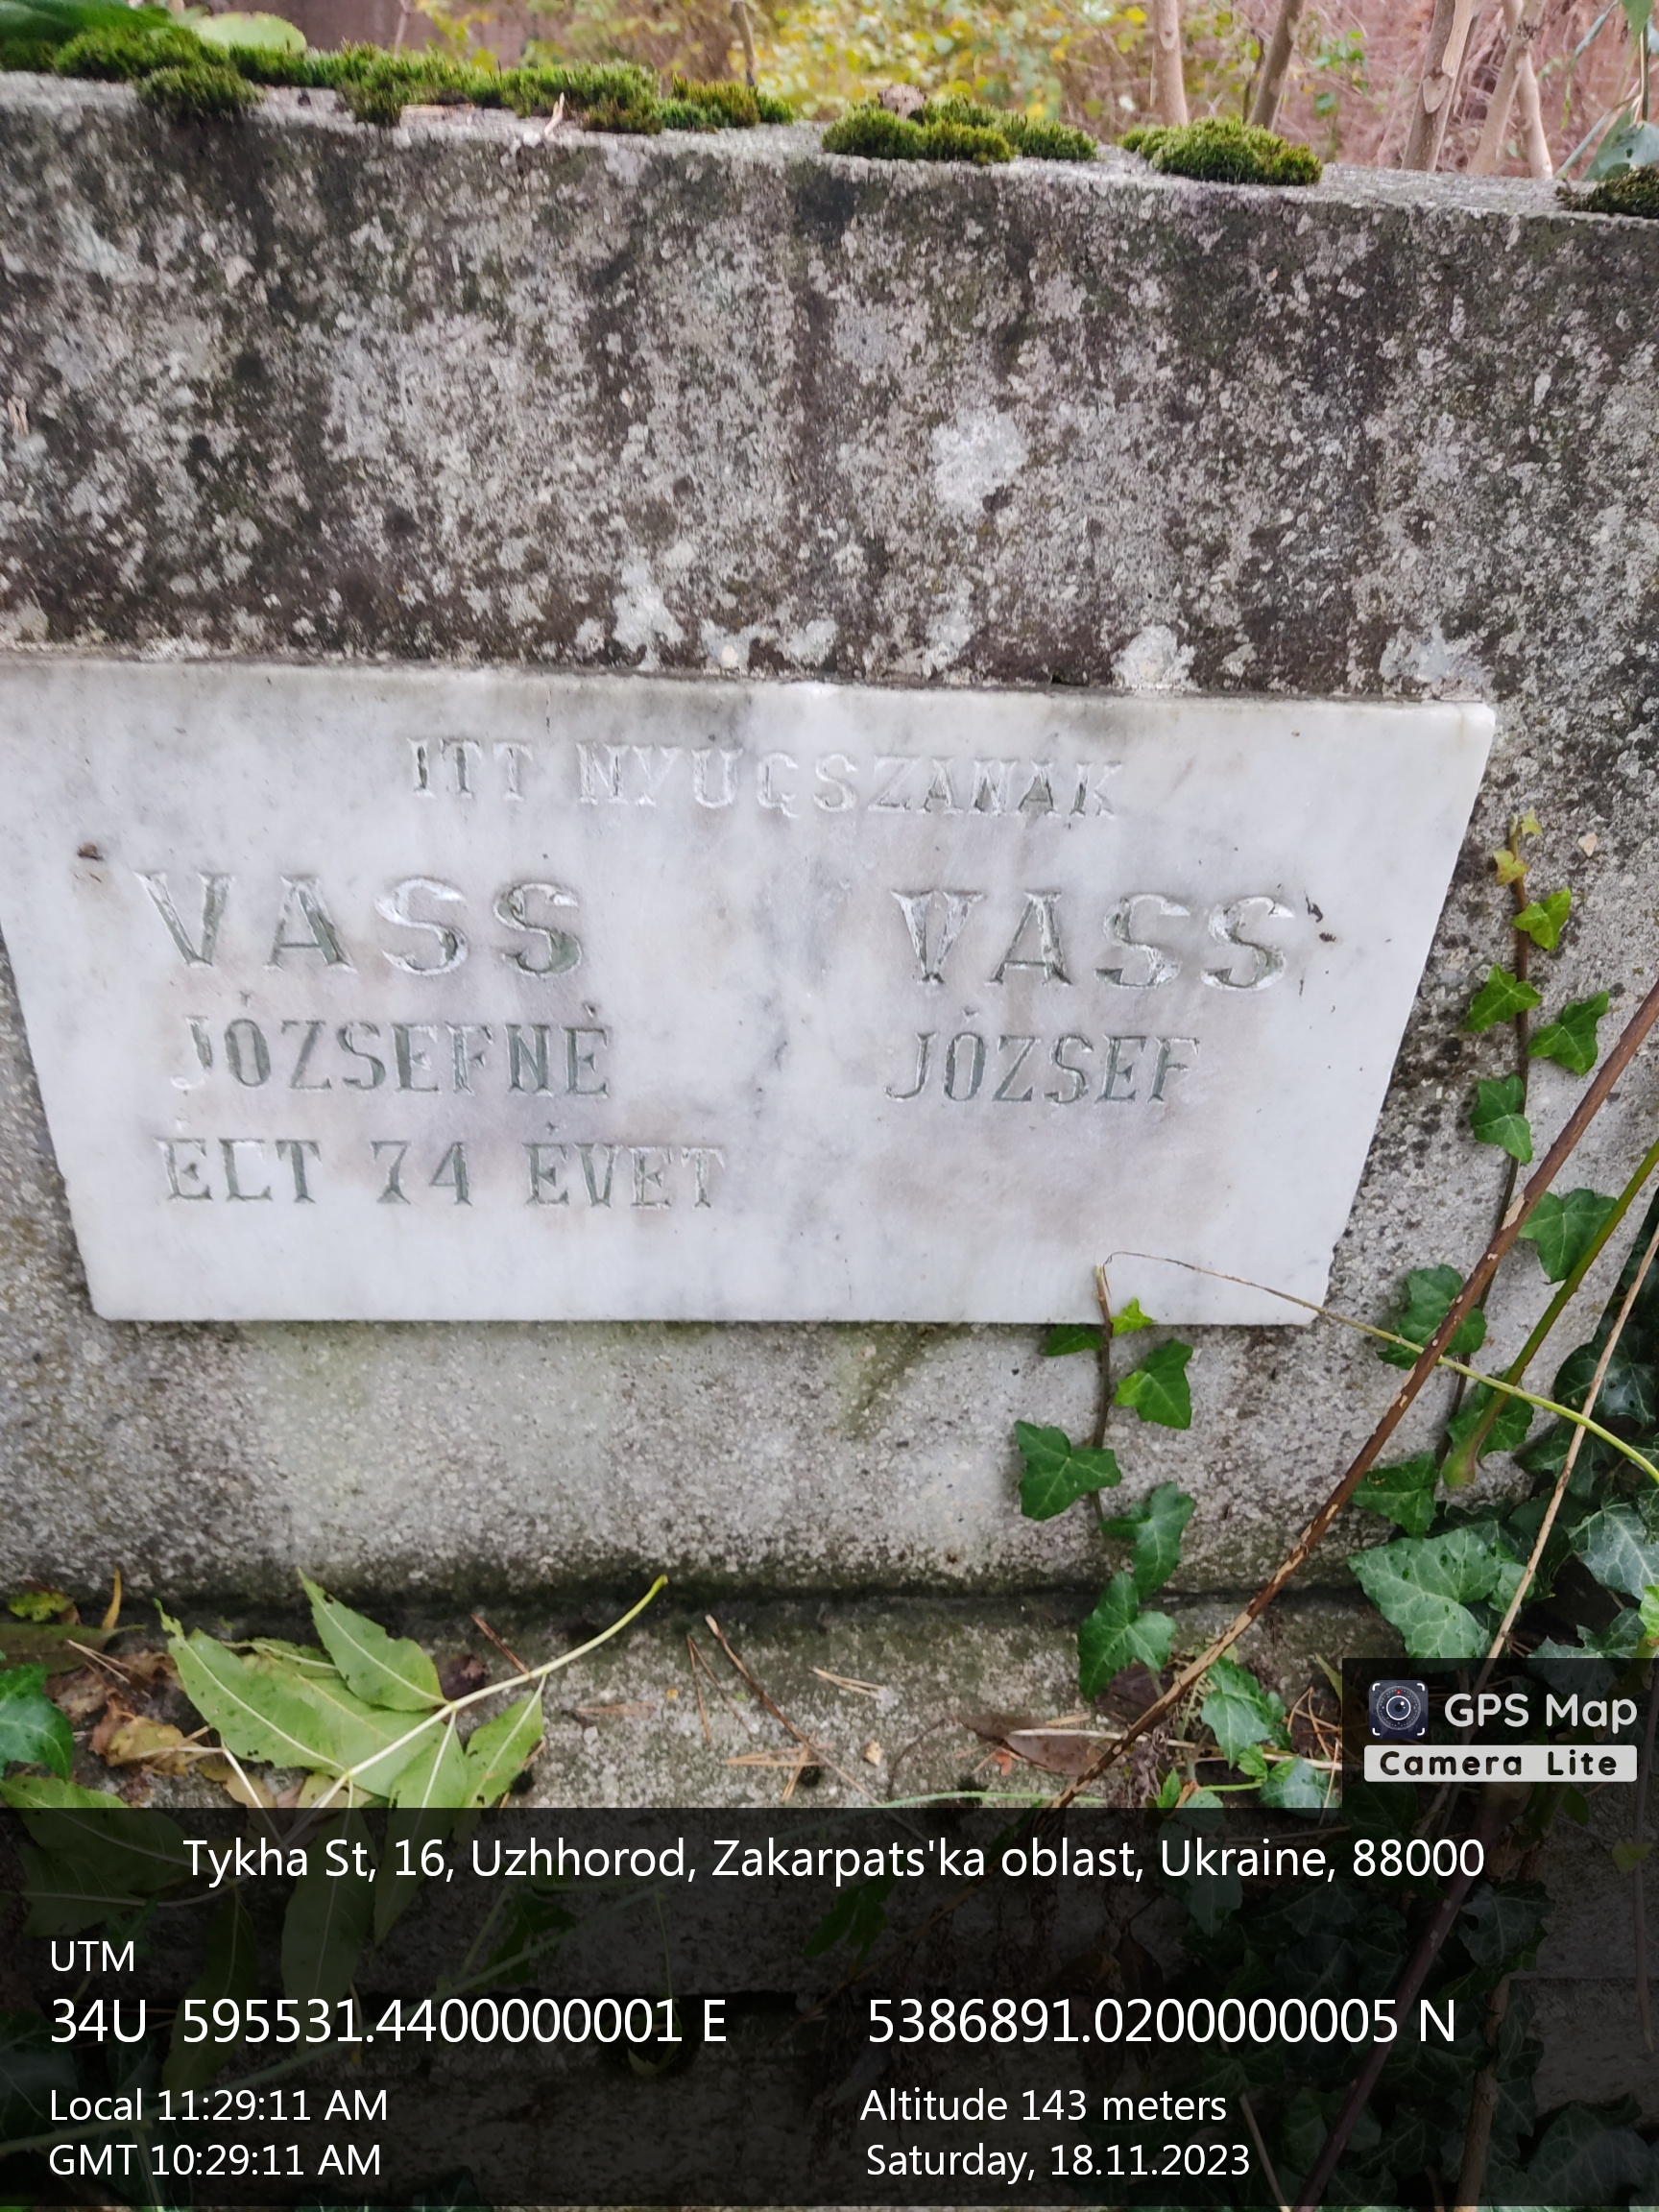 ITT NYUGSZANAK
VASS VASS
JÓZSEFNÉ JÓZSEF
ÉLT 74 ÉVET
GPS Map
Camera Lite
Tykha St, 16, Uzhhorod, Zakarpats'ka oblast, Ukraine, 88000
UTM
34U 595531.4400000001 E 5386891.0200000005 N
Local 11:29:11 AM Altitude 143 meters
GMT 10:29:11 AM Saturday, 18.11.2023